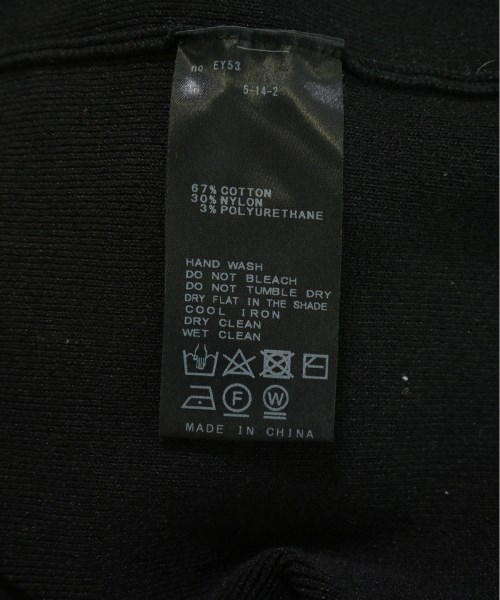 no. EY53
5-14-2
67% COTTON
30% NYLON
3% POLYURETHANE
HAND WASH
DO NOT BLEACH
DO NOT TUMBLE DRY
DRY FLAT IN THE SHADE
COOL IRON
DRY CLEAN
WET CLEAN
F W
MADE IN CHINA